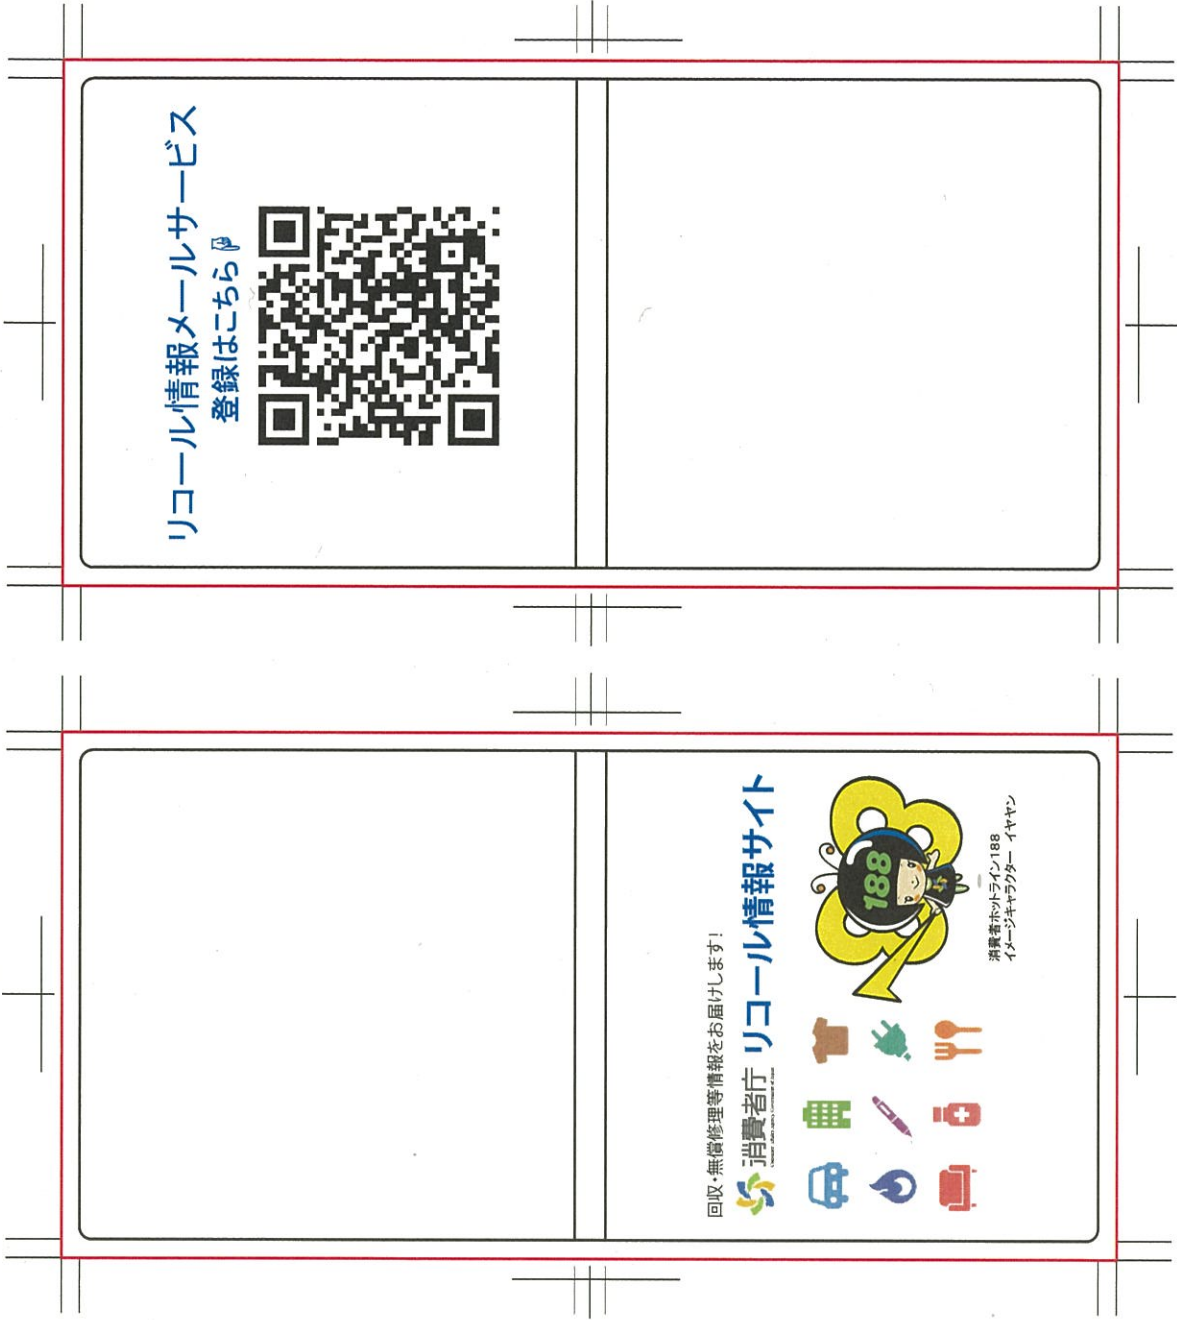 リコール情報メールサービス
登録はこちら
回収・無償修理等情報をお届けします！
消費者庁 リコール情報サイト
188
消費者ホットライン188
イメージキャラクター イヤヤン